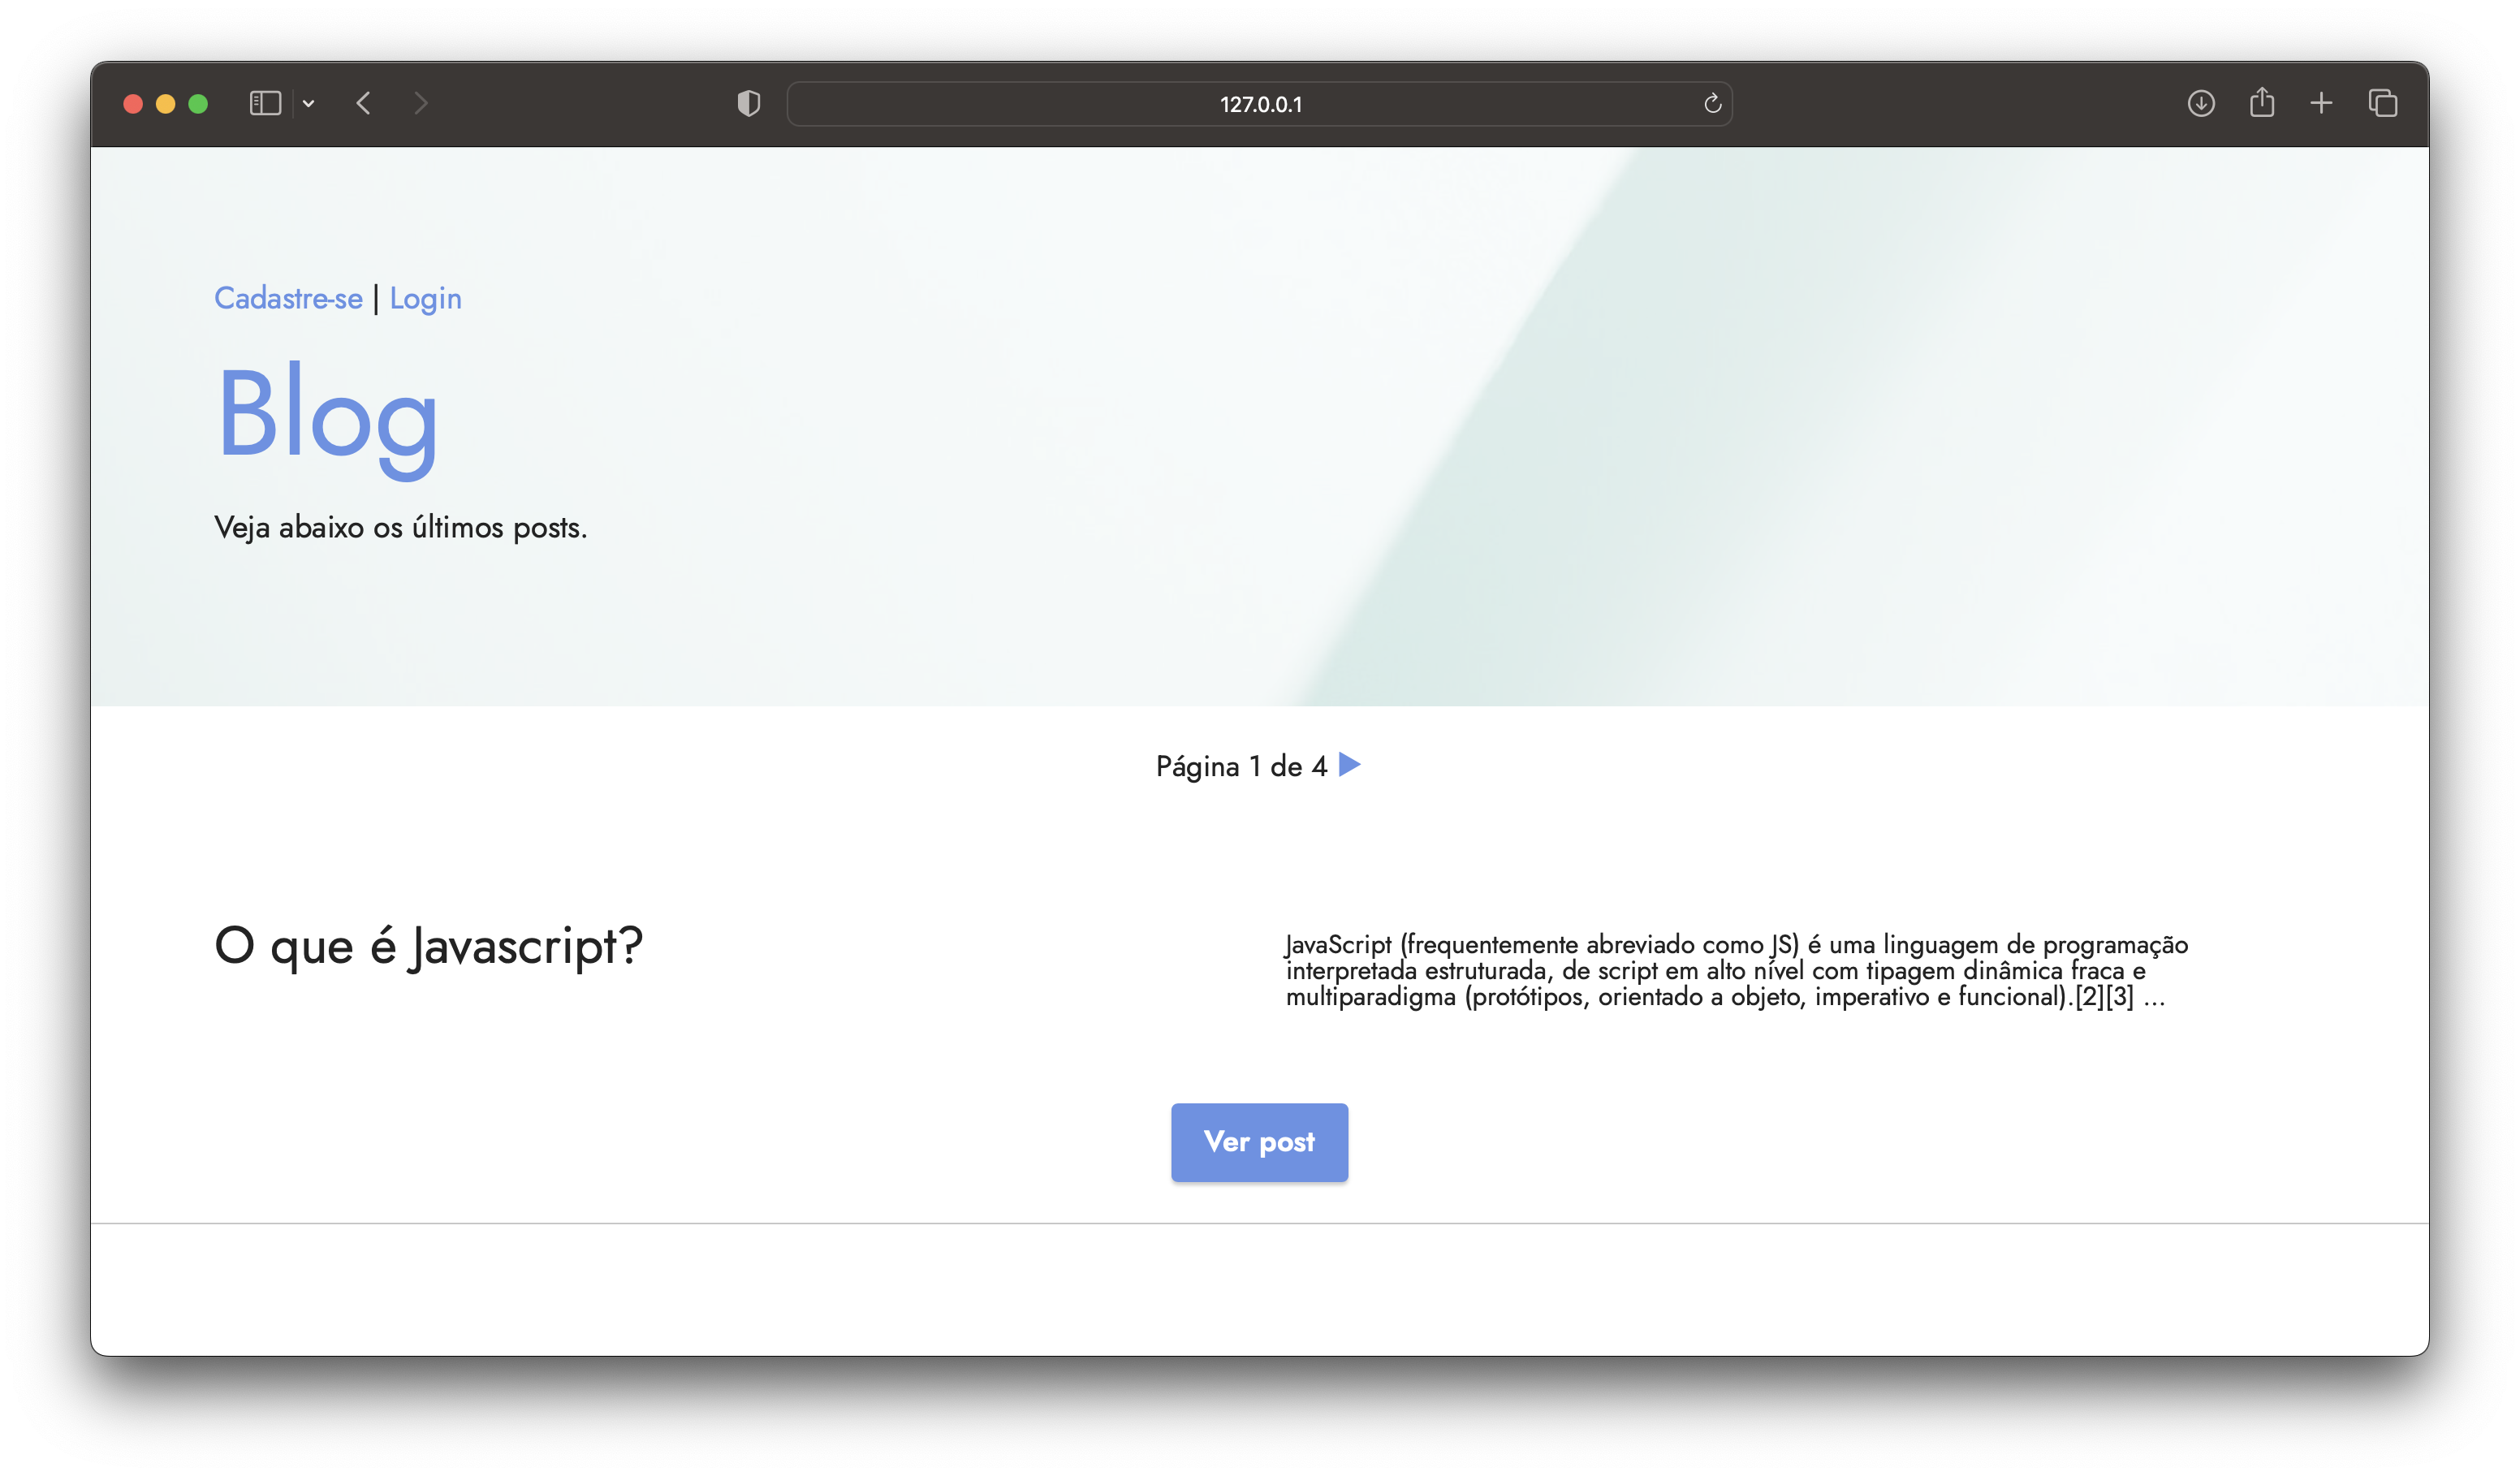 127.0.0.1
Cadastre-se | Login
Blog
Veja abaixo os últimos posts.
Página 1 de 4
O que é Javascript?
JavaScript (frequentemente abreviado como JS) é uma linguagem de programação
interpretada estruturada, de script em alto nível com tipagem dinâmica fraca e
multiparadigma (protótipos, orientado a objeto, imperativo e funcional).[2][3] ...
Ver post